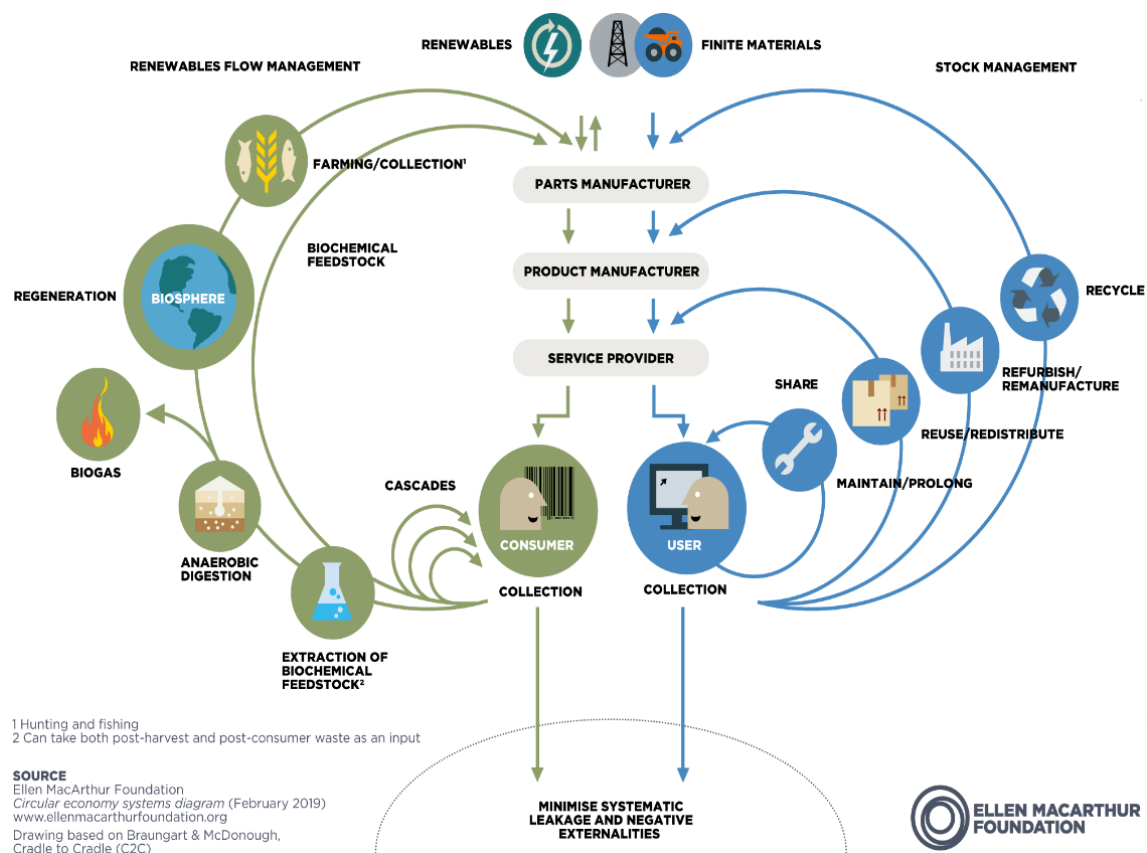 RENEWABLES
FINITE MATERIALS
RENEWABLES FLOW MANAGEMENT
STOCK MANAGEMENT
FARMING/COLLECTION¹
PARTS MANUFACTURER
BIOCHEMICAL
FEEDSTOCK
PRODUCT MANUFACTURER
REGENERATION
BIOSPHERE
RECYCLE
SERVICE PROVIDER
SHARE
REFURBISH/
REMANUFACTURE
REUSE/REDISTRIBUTE
BIOGAS
CASCADES
MAINTAIN/PROLONG
CONSUMER
USER
ANAEROBIC
DIGESTION
COLLECTION
COLLECTION
EXTRACTION OF
BIOCHEMICAL
FEEDSTOCK²
1 Hunting and fishing
2 Can take both post-harvest and post-consumer waste as an input
SOURCE
Ellen MacArthur Foundation
Circular economy systems diagram (February 2019)
www.ellenmacarthurfoundation.org
Drawing based on Braungart & McDonough,
Cradle to Cradle (C2C)
MINIMISE SYSTEMATIC
LEAKAGE AND NEGATIVE
EXTERNALITIES
ELLEN MACARTHUR
FOUNDATION